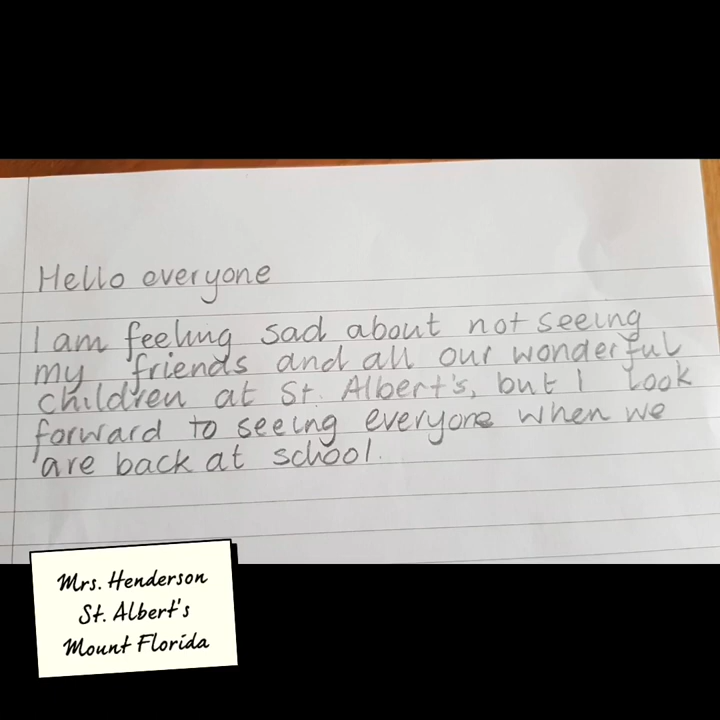 Hello everyone
I am feeling sad about not seeing
my friends and all our wonderful
children at St. Albert's, but I look
forward to seeing everyone when we
are back at school.
Mrs. Henderson
St. Albert's
Mount Florida